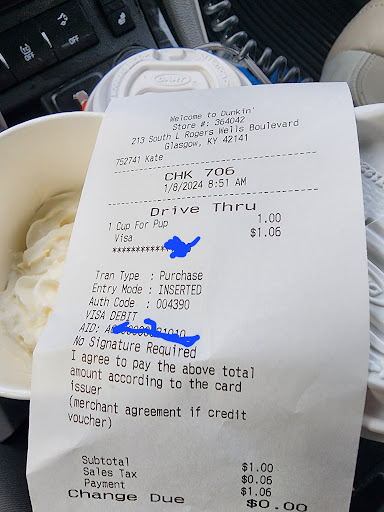 Welcome to Dunkin'
Store #: 364042
213 South L Rogers Wells Boulevard
Glasgow, KY 42141
752741 Kate
CHK 706
1/8/2024 8:51 AM
Drive Thru
1 Cup For Pup 1.00
Visa $1.06
************
Tran Type : Purchase
Entry Mode : INSERTED
Auth Code : 004390
VISA DEBIT
AID:
No Signature Required
I agree to pay the above total
amount according to the card
issuer
(merchant agreement if credit
voucher)
Subtotal $1.00
Sales Tax $0.06
Payment $1.06
Change Due $0.00